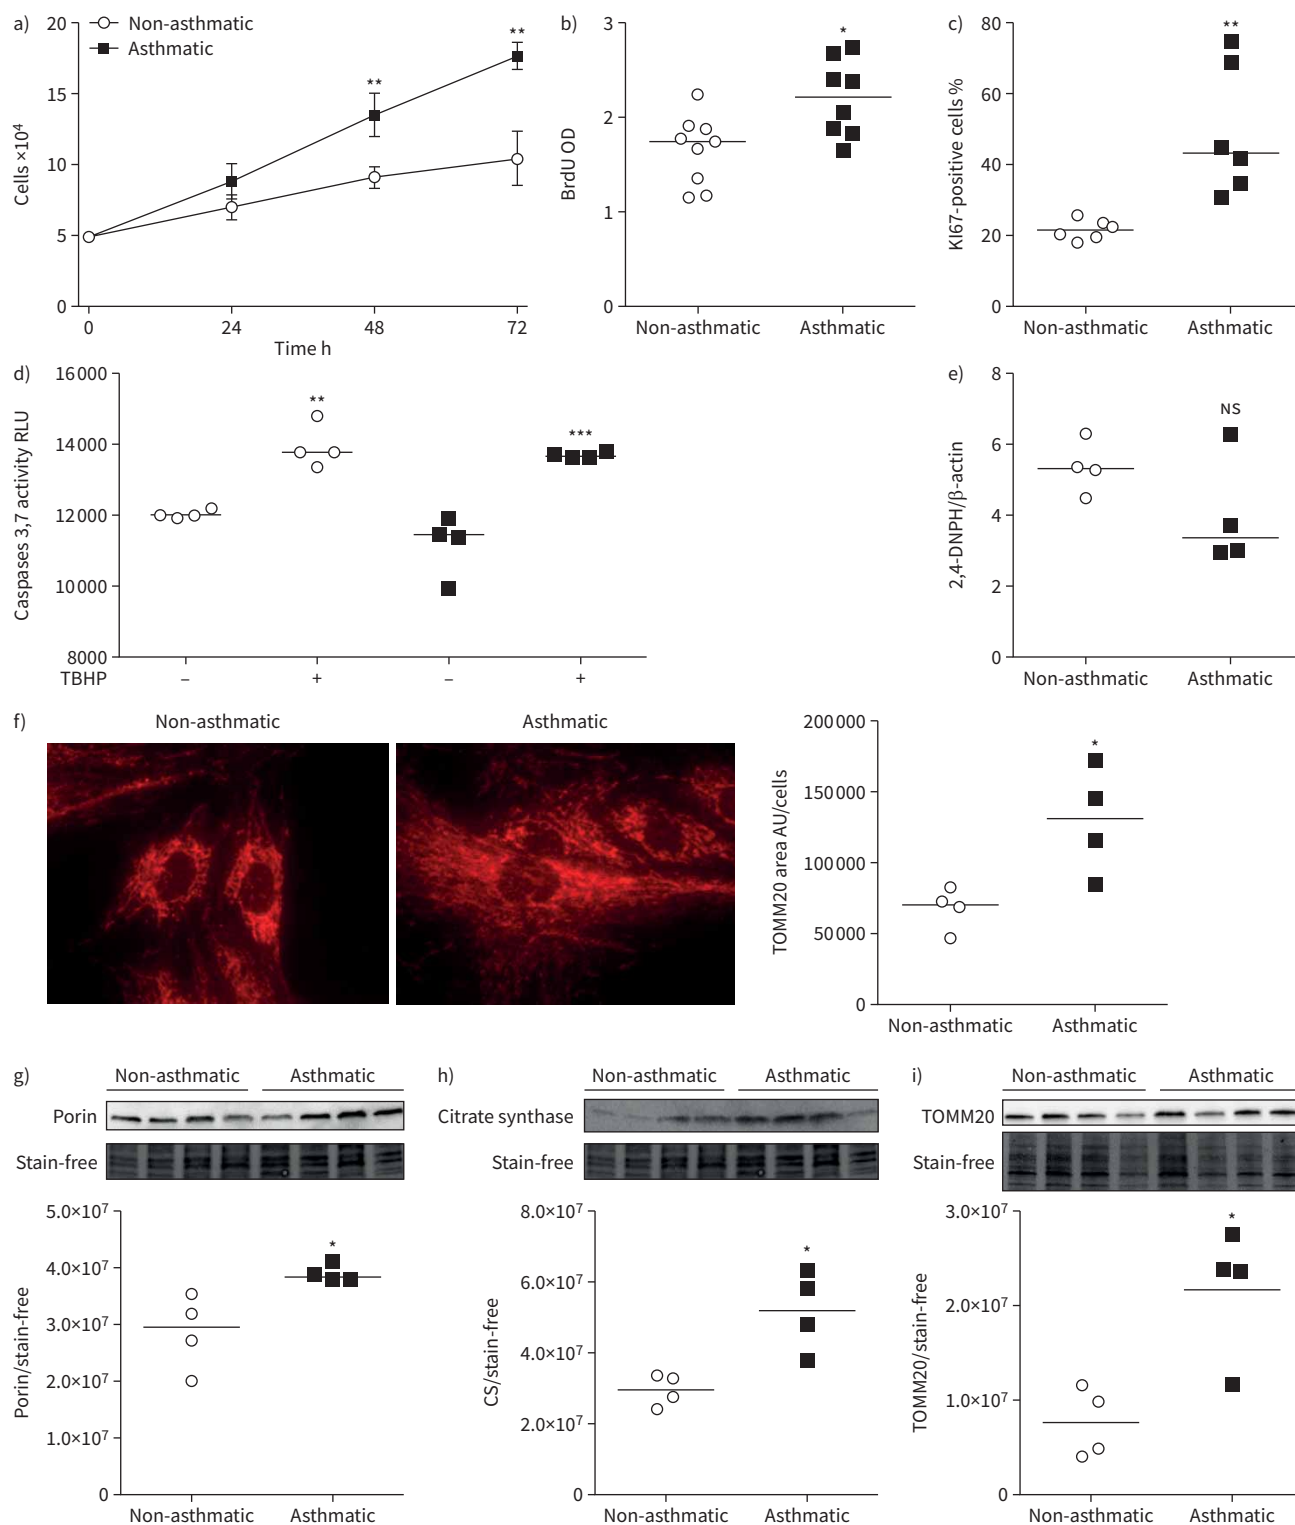 a)
20
15
10
5
0
Cells ×10⁴
Non-asthmatic
Asthmatic
**
**
0 24 48 72
Time h
b)
3
2
1
0
BrdU OD
*
Non-asthmatic Asthmatic
c)
80
60
40
20
0
KI67-positive cells %
**
Non-asthmatic Asthmatic
d)
16000
14000
12000
10000
8000
Caspases 3,7 activity RLU
**
***
TBHP – + – +
e)
8
6
4
2
0
2,4-DNPH/β-actin
NS
Non-asthmatic Asthmatic
f)
Non-asthmatic Asthmatic
200000
150000
100000
50000
0
TOMM20 area AU/cells
*
Non-asthmatic Asthmatic
g)
Non-asthmatic Asthmatic
Porin
Stain-free
5.0×10⁷
4.0×10⁷
3.0×10⁷
2.0×10⁷
1.0×10⁷
0
Porin/stain-free
*
Non-asthmatic Asthmatic
h)
Non-asthmatic Asthmatic
Citrate synthase
Stain-free
8.0×10⁷
6.0×10⁷
4.0×10⁷
2.0×10⁷
0
CS/stain-free
*
Non-asthmatic Asthmatic
i)
Non-asthmatic Asthmatic
TOMM20
Stain-free
3.0×10⁷
2.0×10⁷
1.0×10⁷
0
TOMM20/stain-free
*
Non-asthmatic Asthmatic